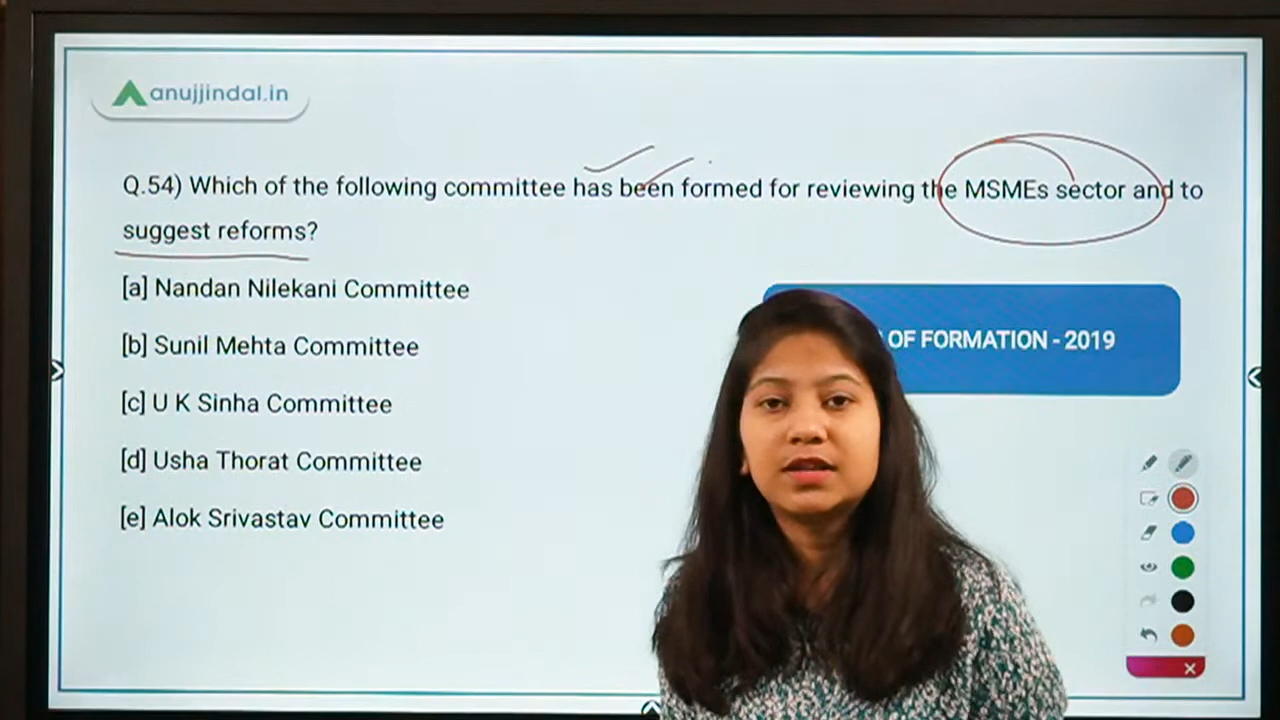 anujjindal.in
Q.54) Which of the following committee has been formed for reviewing the MSMEs sector and to
suggest reforms?
[a] Nandan Nilekani Committee
OF FORMATION - 2019
[b] Sunil Mehta Committee
[c] U K Sinha Committee
[d] Usha Thorat Committee
[e] Alok Srivastav Committee